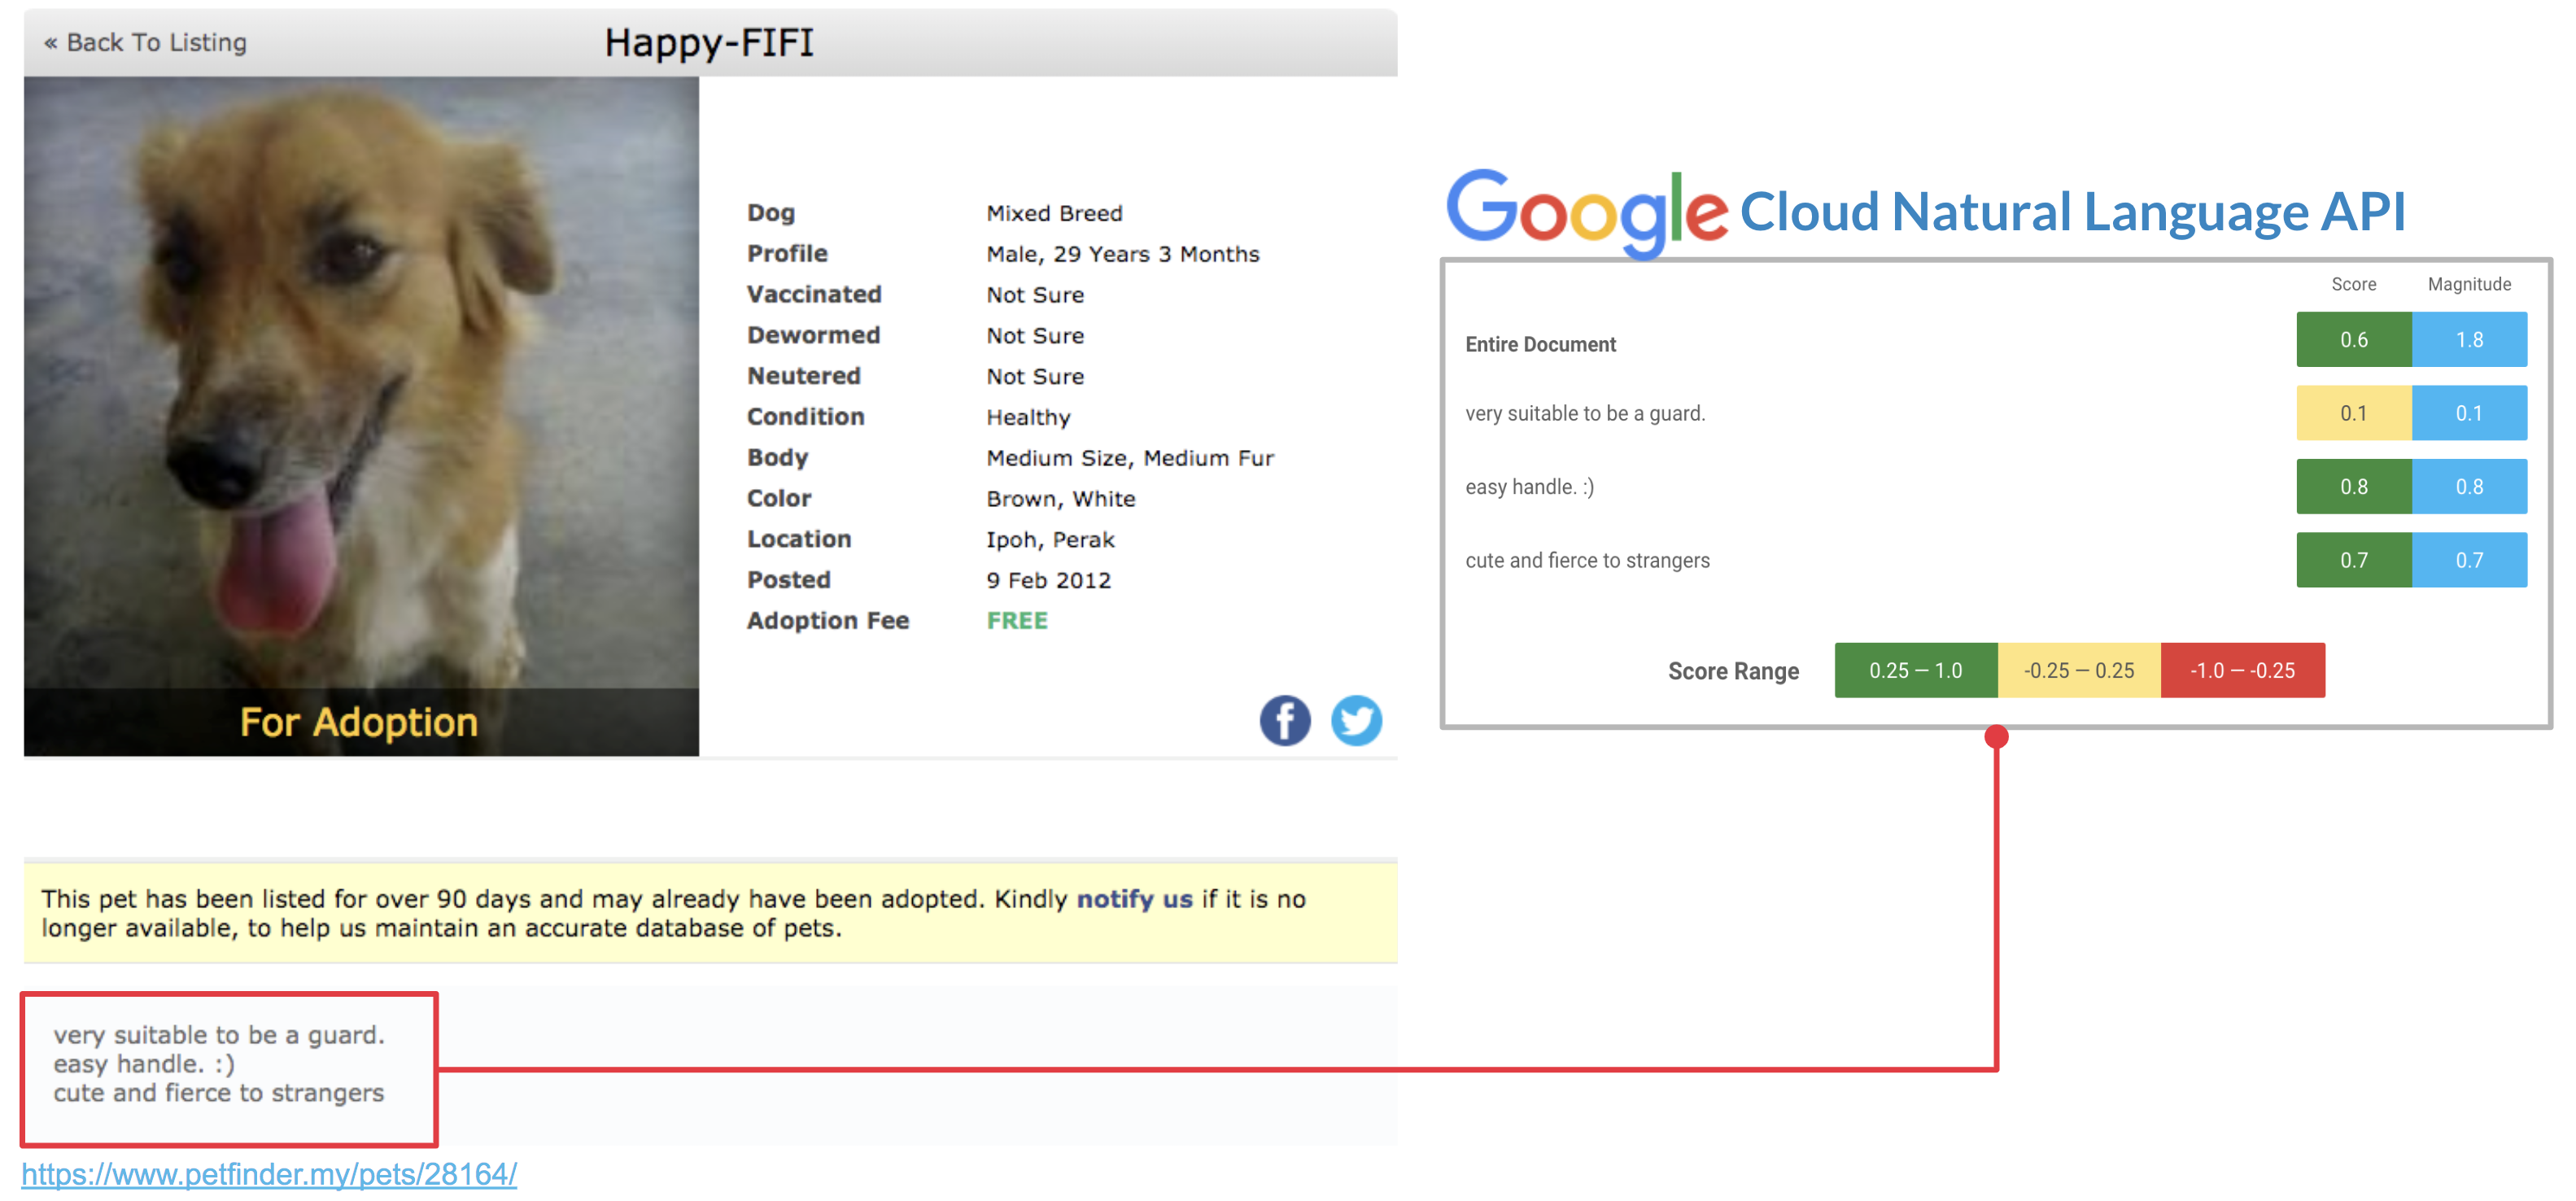 « Back To Listing
Happy-FIFI
Dog Mixed Breed
Profile Male, 29 Years 3 Months
Vaccinated Not Sure
Dewormed Not Sure
Neutered Not Sure
Condition Healthy
Body Medium Size, Medium Fur
Color Brown, White
Location Ipoh, Perak
Posted 9 Feb 2012
Adoption Fee FREE
For Adoption
This pet has been listed for over 90 days and may already have been adopted. Kindly notify us if it is no
longer available, to help us maintain an accurate database of pets.
very suitable to be a guard.
easy handle. :)
cute and fierce to strangers
https://www.petfinder.my/pets/28164/
Google Cloud Natural Language API
Score Magnitude
Entire Document 0.6 1.8
very suitable to be a guard. 0.1 0.1
easy handle. :) 0.8 0.8
cute and fierce to strangers 0.7 0.7
Score Range 0.25 — 1.0 -0.25 — 0.25 -1.0 — -0.25